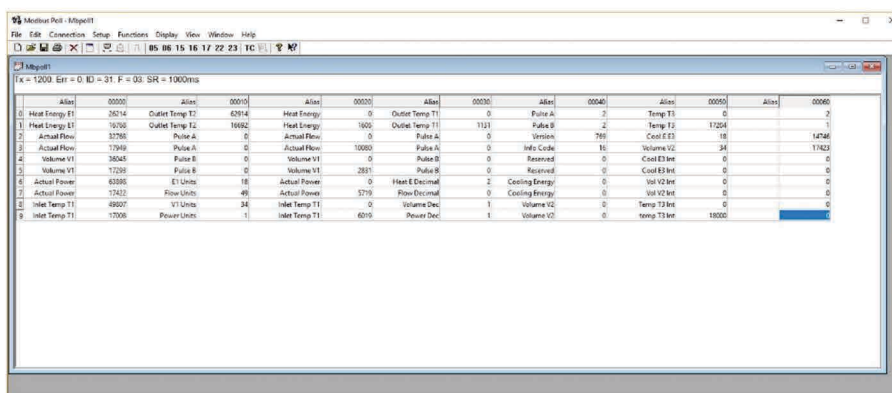 Modbus Poll - Mbpoll1
File Edit Connection Setup Functions Display View Window Help
05 06 15 16 17 22 23 TC
Mbpoll1
Tx = 1200: Err = 0: ID = 31: F = 03: SR = 1000ms
Alias 00000 Alias 00010 Alias 00020 Alias 00030 Alias 00040 Alias 00050 Alias 00060
0 Heat Energy E1 26214 Outlet Temp T2 62914 Heat Energy 0 Outlet Temp T1 0 Pulse A 2 Temp T3 0 2
1 Heat Energy E1 16768 Outlet Temp T2 16692 Heat Energy 1606 Outlet Temp T1 1131 Pulse B 2 Temp T3 17204 1
2 Actual Flow 32768 Pulse A 0 Actual Flow 0 Pulse A 0 Version 769 Cool E E3 18 14746
3 Actual Flow 17949 Pulse A 0 Actual Flow 10080 Pulse A 0 Info Code 16 Volume V2 34 17423
4 Volume V1 36045 Pulse B 0 Volume V1 0 Pulse B 0 Reserved 0 Cool E3 Int 0 0
5 Volume V1 17293 Pulse B 0 Volume V1 2831 Pulse B 0 Reserved 0 Cool E3 Int 0 0
6 Actual Power E1 Units 18 Actual Power 0 Heat E Decimal 2 Cooling Energy 0 Vol V2 Int 0 0
7 Actual Power 17422 Flow Units 49 Actual Power 5719 Flow Decimal 0 Cooling Energy 0 Vol V2 Int 0 0
8 Inlet Temp T1 49807 V1 Units 34 Inlet Temp T1 0 Volume Dec 1 Volume V2 0 Temp T3 Int 0 0
9 Inlet Temp T1 17008 Power Units 1 Inlet Temp T1 6019 Power Dec 1 Volume V2 0 temp T3 Int 18000 0